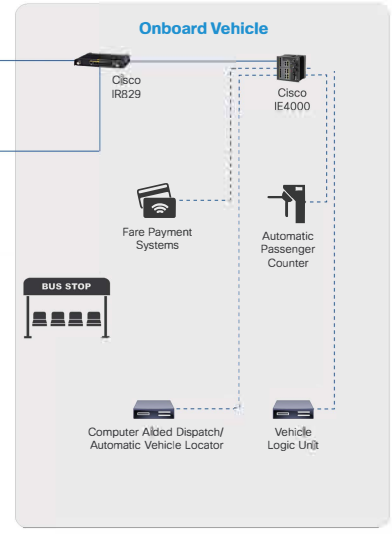 Onboard Vehicle
Cisco
IR829
Cisco
IE4000
Fare Payment
Systems
Automatic
Passenger
Counter
BUS STOP
Computer Aided Dispatch/
Automatic Vehicle Locator
Vehicle
Logic Unit